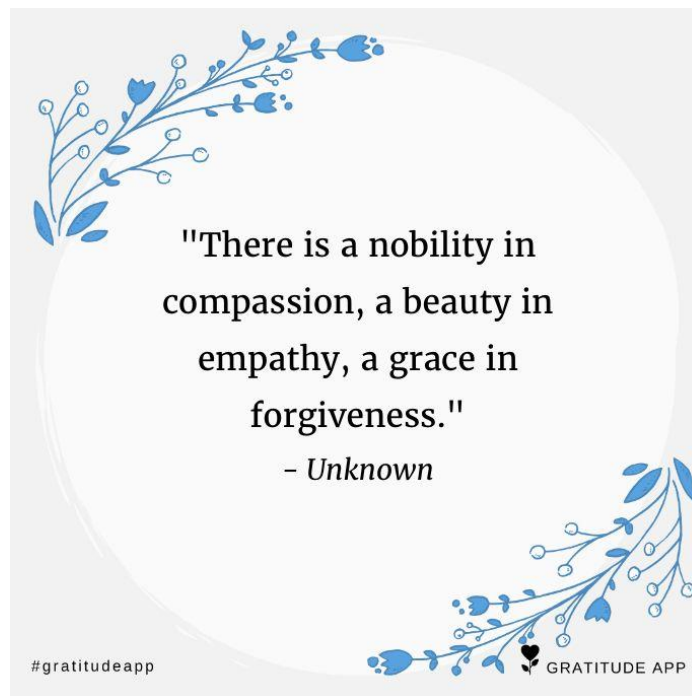 "There is a nobility in
compassion, a beauty in
empathy, a grace in
forgiveness."
- Unknown
#gratitudeapp
GRATITUDE APP